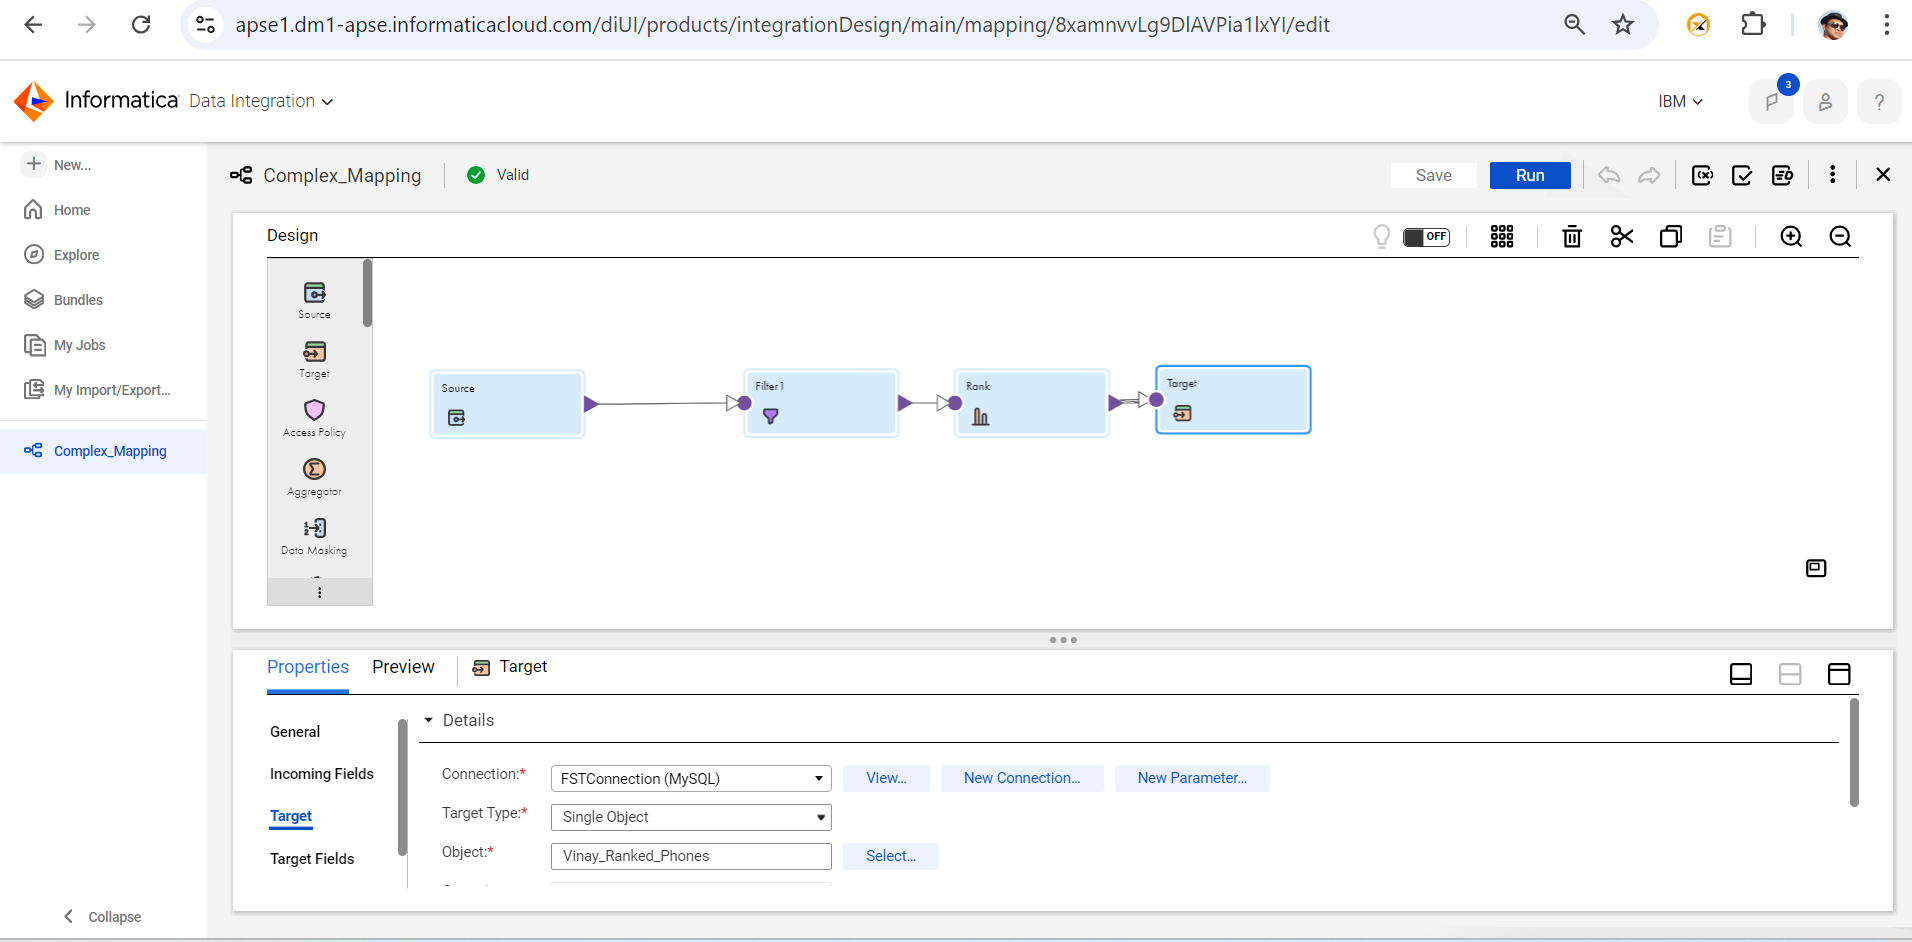 apse1.dm1-apse.informaticacloud.com/diUI/products/integrationDesign/main/mapping/8xamnvvLg9DlAVPia1lxYI/edit
Informatica Data Integration
IBM
3
?
New...
Home
Explore
Bundles
My Jobs
My Import/Export...
Complex_Mapping
Collapse
Complex_Mapping
Valid
Save
Run
Design
OFF
Source
Target
Access Policy
Aggregator
Data Masking
Source
Filter1
Rank
Target
Properties
Preview
Target
General
Incoming Fields
Target
Target Fields
Details
Connection:*
FSTConnection (MySQL)
View...
New Connection...
New Parameter...
Target Type:*
Single Object
Object:*
Vinay_Ranked_Phones
Select...